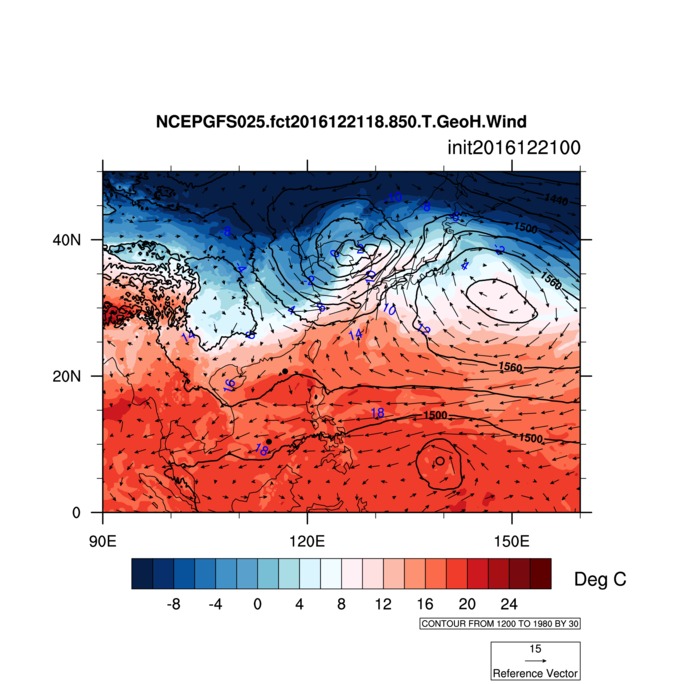 NCEPGFS025.fct2016122118.850.T.GeoH.Wind
init2016122100
1440
1500
1560
40N
1560
20N
18
1500
1500
18
0
90E 120E 150E
-8 -4 0 4 8 12 16 20 24 Deg C
CONTOUR FROM 1200 TO 1980 BY 30
15
Reference Vector